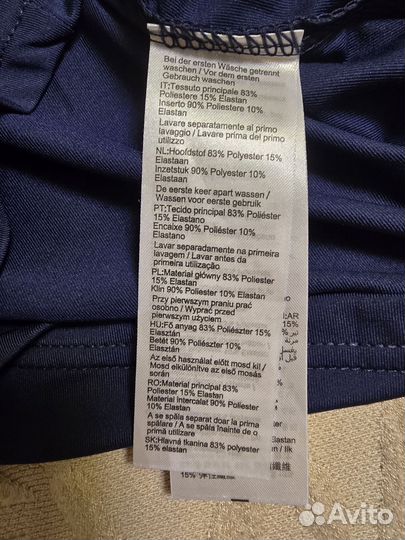 Bei der ersten Wäsche getrennt
waschen / Vor dem ersten
Gebrauch waschen
IT:Tessuto principale 83%
Poliestere 15% Elastan
Inserto 90% Poliestere 10%
Elastan
Lavare separatamente al primo
lavaggio / Lavare prima del primo
utilizzo
NL:Hoofdstof 83% Polyester 15%
Elastaan
Inzetstuk 90% Polyester 10%
Elastaan
De eerste keer apart wassen /
Wassen voor eerste gebruik
PT:Tecido principal 83% Poliéster
15% Elastano
Encaixe 90% Poliéster 10%
Elastano
Lavar separadamente na primeira
lavagem / Lavar antes da
primeira utilização
PL:Materiał główny 83% Poliester
15% Elastan
Klin 90% Poliester 10% Elastan
Przy pierwszym praniu prać
osobno / Wyprać przed
pierwszym użyciem
HU:Fő anyag 83% Poliészter 15%
Elasztán
Betét 90% Poliészter 10%
Elasztán
Az első használat előtt mosd kil /
Mosd elkülönítve az első mosás
során
RO:Material principal 83%
Poliester 15% Elastan
Material intercalat 90% Poliester
10% Elastan
A se spăla separat doar la prima
spălare / A se spăla înainte de o
primă utilizare
SK:Hlavná tkanina 83% polyester
15% elastan
:AR
15%
Elastan
15%
Avito